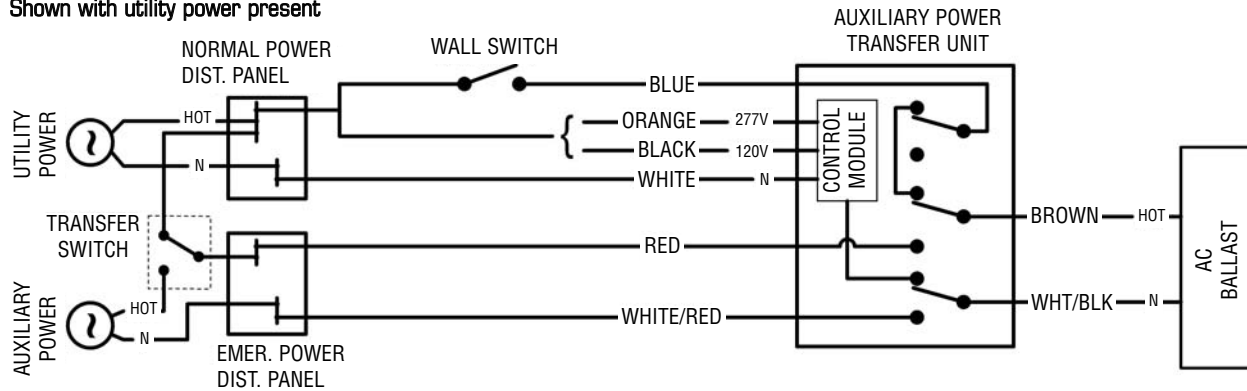 Shown with utility power present
AUXILIARY POWER
TRANSFER UNIT
NORMAL POWER
DIST. PANEL
WALL SWITCH
BLUE
UTILITY
POWER
HOT
ORANGE
277V
BLACK
120V
N
WHITE
N
CONTROL
MODULE
TRANSFER
SWITCH
BROWN
HOT
RED
AC
BALLAST
AUXILIARY
POWER
HOT
N
WHITE/RED
WHT/BLK
N
EMER. POWER
DIST. PANEL